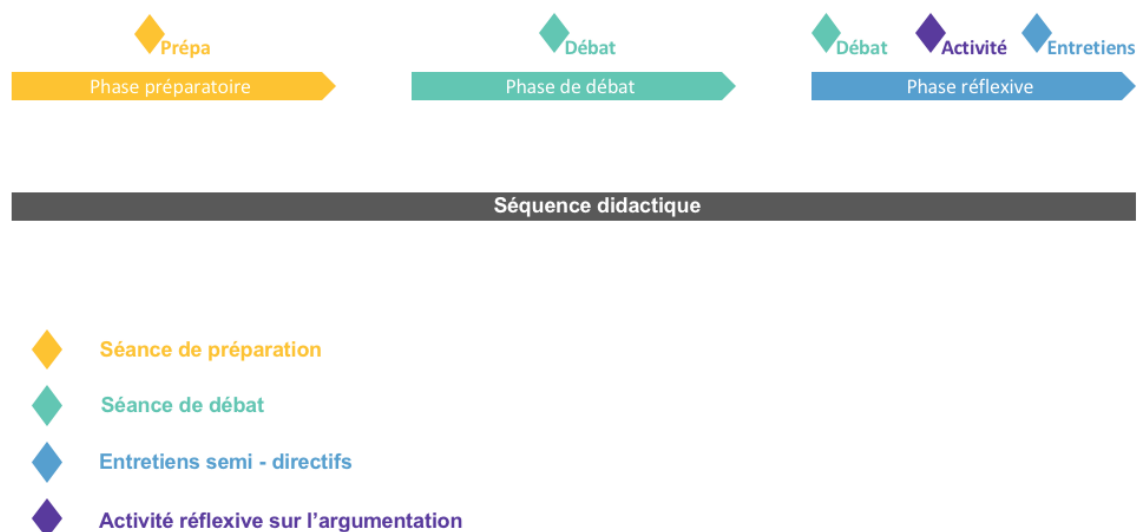 Prépa
Débat
Débat
Activité
Entretiens
Phase préparatoire
Phase de débat
Phase réflexive
Séquence didactique
Séance de préparation
Séance de débat
Entretiens semi - directifs
Activité réflexive sur l'argumentation